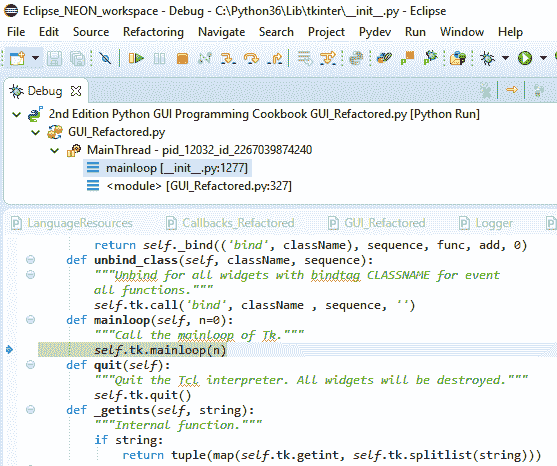 Eclipse_NEON_workspace - Debug - C:\Python36\Lib\tkinter\__init__.py - Eclipse
File Edit Source Refactoring Navigate Search Project Pydev Run Window Help
Debug
2nd Edition Python GUI Programming Cookbook GUI_Refactored.py [Python Run]
GUI_Refactored.py
MainThread - pid_12032_id_2267039874240
mainloop [__init__.py:1277]
<module> [GUI_Refactored.py:327]
LanguageResources Callbacks_Refactored GUI_Refactored Logger
return self._bind(('bind', className), sequence, func, add, 0)
def unbind_class(self, className, sequence):
"""Unbind for all widgets with bindtag CLASSNAME for event
all functions."""
self.tk.call('bind', className , sequence, '')
def mainloop(self, n=0):
"""Call the mainloop of Tk."""
self.tk.mainloop(n)
def quit(self):
"""Quit the Tcl interpreter. All widgets will be destroyed."""
self.tk.quit()
def _getints(self, string):
"""Internal function."""
if string:
return tuple(map(self.tk.getint, self.tk.splitlist(string)))